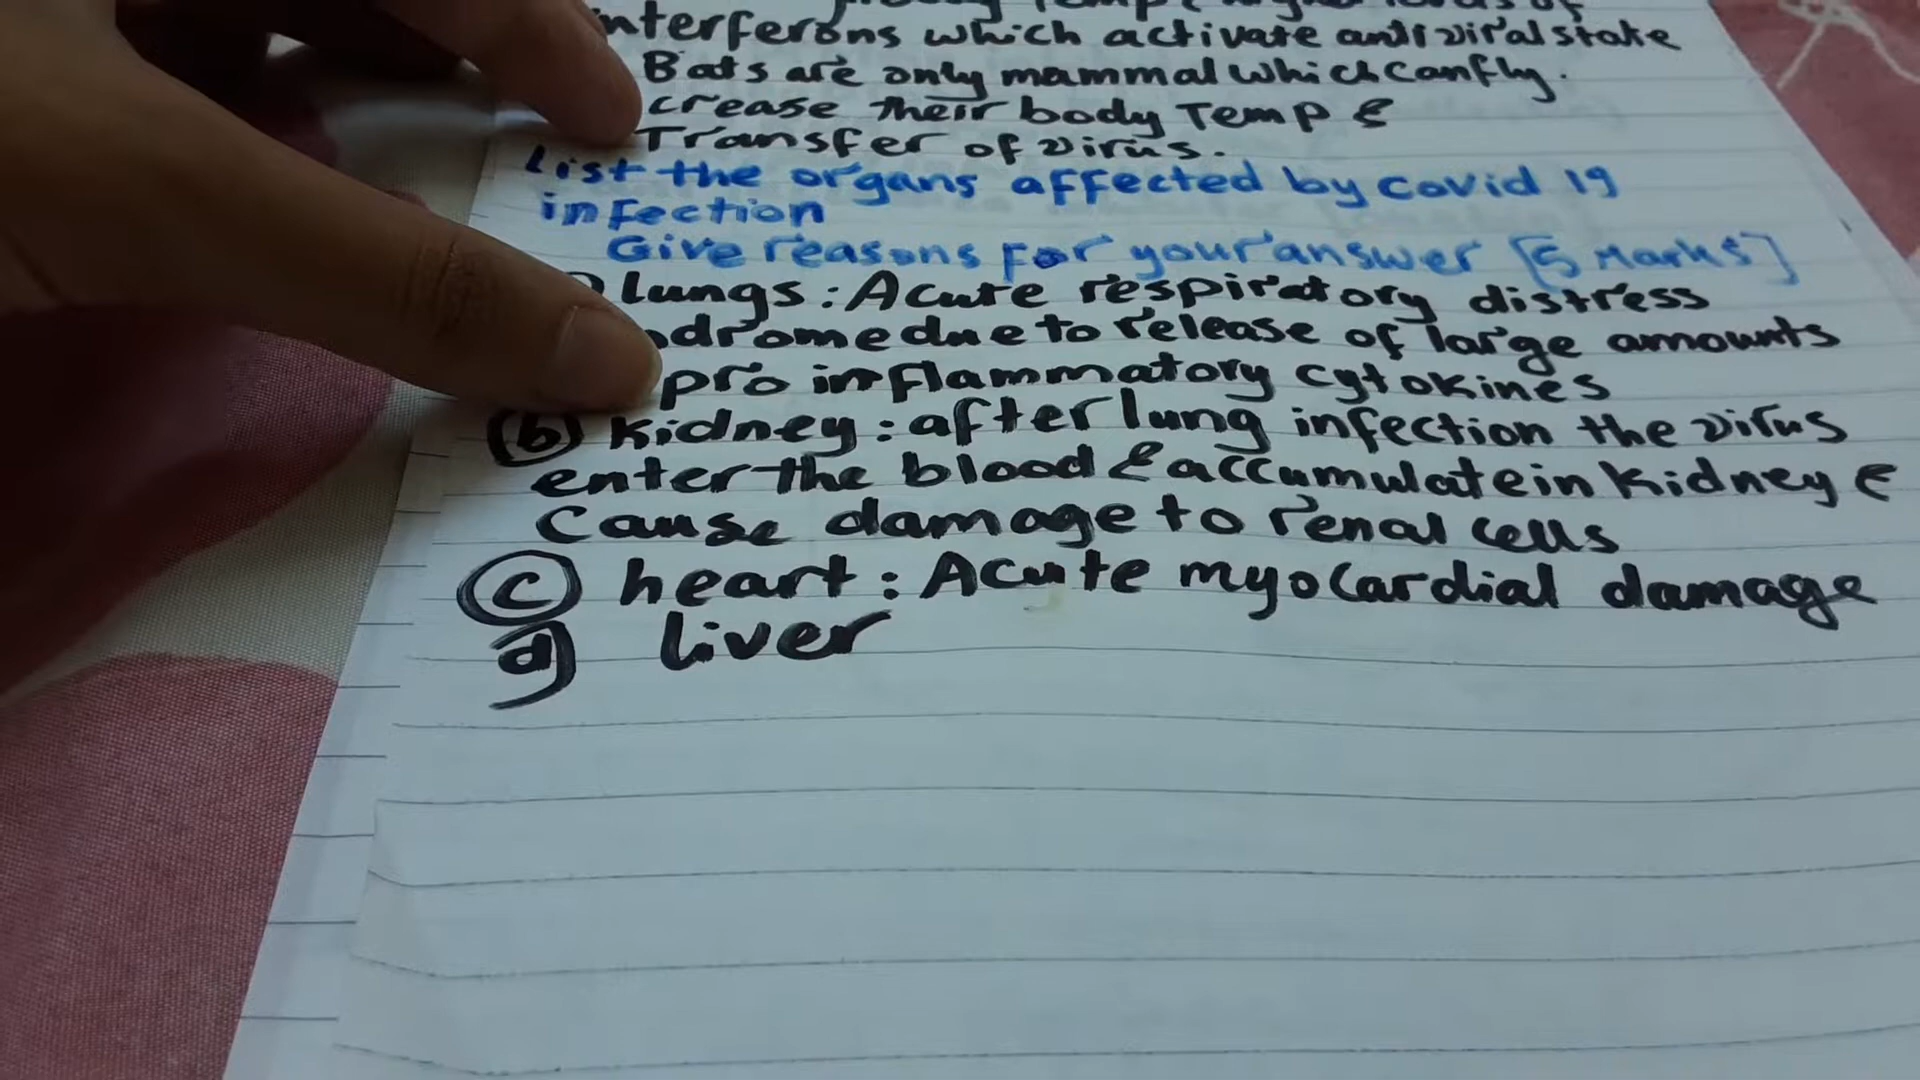 interferons which activate antiviral state
Bats are only mammal which can fly.
crease their body Temp &
Transfer of virus.
List the organs affected by covid 19
infection
Give reasons for your answer [5 Marks]
lungs : Acute respiratory distress
drome due to release of large amounts
pro inflammatory cytokines
(b) Kidney : after lung infection the virus
enter the blood & accumulate in Kidney &
Cause damage to renal cells
(c) heart : Acute myocardial damage
d) liver